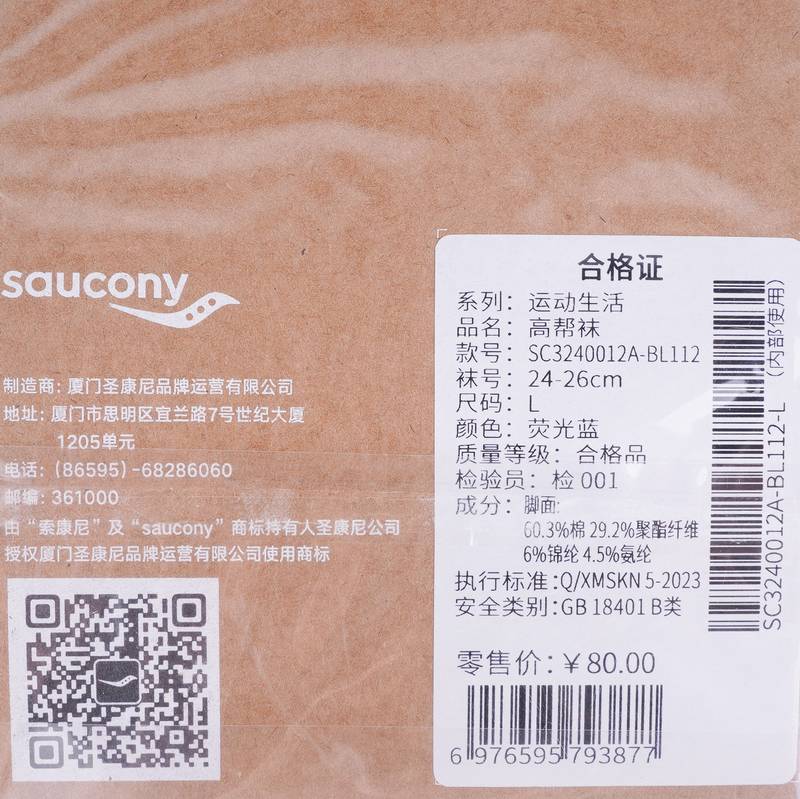 saucony
制造商：厦门圣康尼品牌运营有限公司
地址：厦门市思明区宜兰路7号世纪大厦
1205单元
电话：(86595)-68286060
邮编：361000
由“索康尼”及“saucony”商标持有人圣康尼公司
授权厦门圣康尼品牌运营有限公司使用商标
合格证
系列：运动生活
品名：高帮袜
款号：SC3240012A-BL112
袜号：24-26cm
尺码：L
颜色：荧光蓝
质量等级：合格品
检验员：检 001
成分：脚面:
60.3%棉 29.2%聚酯纤维
6%锦纶 4.5%氨纶
执行标准:Q/XMSKN 5-2023
安全类别:GB 18401 B类
零售价:￥80.00
6 976595 793877
SC3240012A-BL112-L（内部使用）